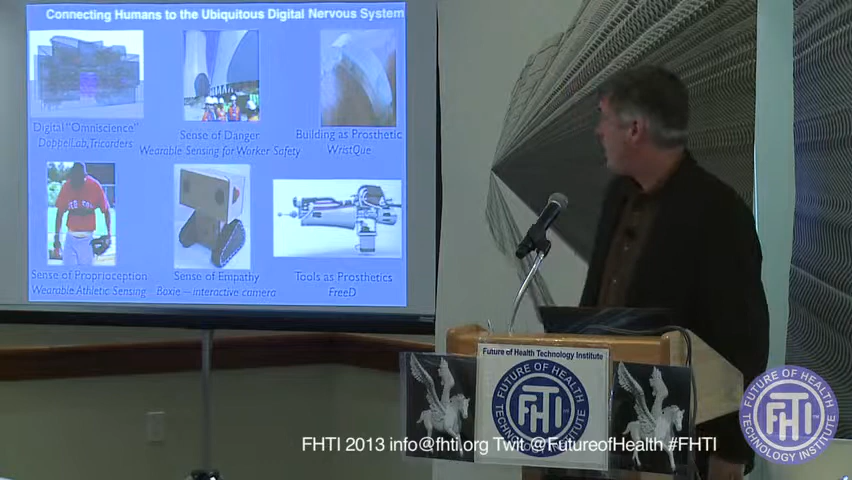 Connecting Humans to the Ubiquitous Digital Nervous System
Digital "Omniscience"
DoppelLab, Tricorders
Sense of Danger
Wearable Sensing for Worker Safety
Building as Prosthetic
WristQue
Sense of Proprioception
Wearable Athletic Sensing
Sense of Empathy
Boxie – interactive camera
Tools as Prosthetics
FreeD
Future of Health Technology Institute
FUTURE OF HEALTH
FHTI
TECHNOLOGY INSTITUTE
FUTURE OF HEALTH
FHTI
TECHNOLOGY INSTITUTE
FHTI 2013 info@fhti.org Twit @FutureofHealth #FHTI